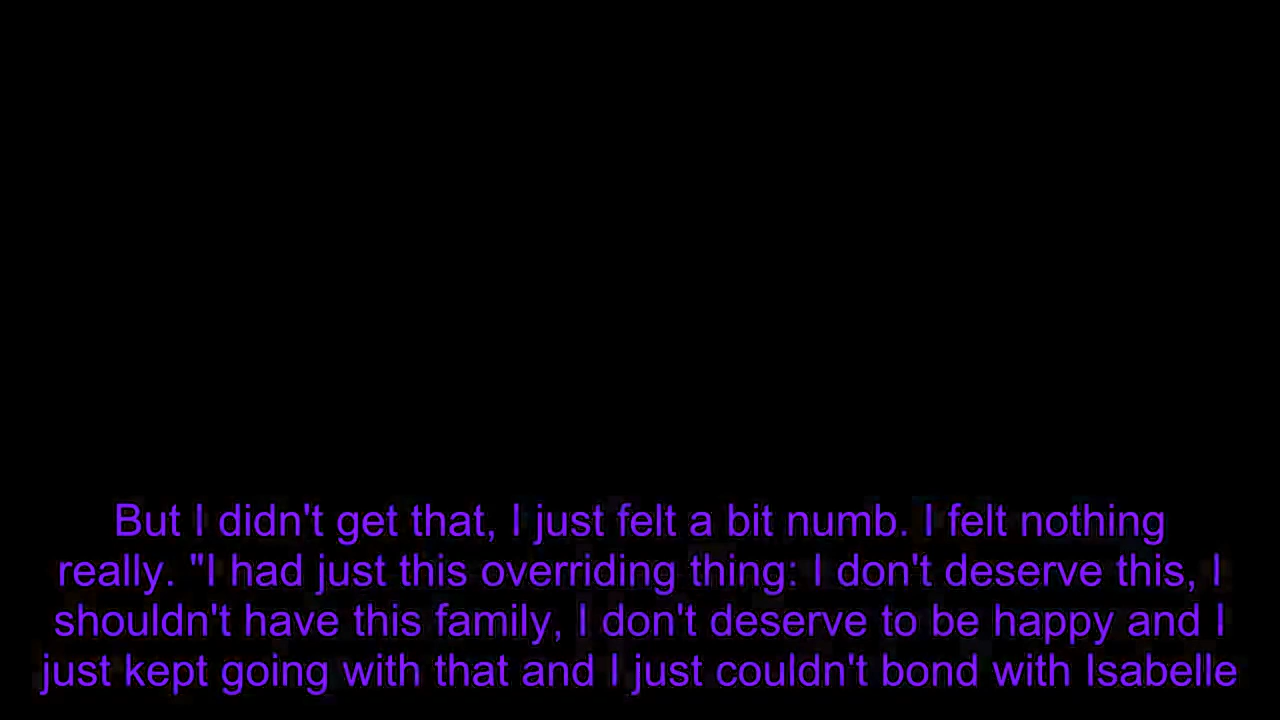 But I didn't get that, I just felt a bit numb. I felt nothing
really. "I had just this overriding thing: I don't deserve this, I
shouldn't have this family, I don't deserve to be happy and I
just kept going with that and I just couldn't bond with Isabelle